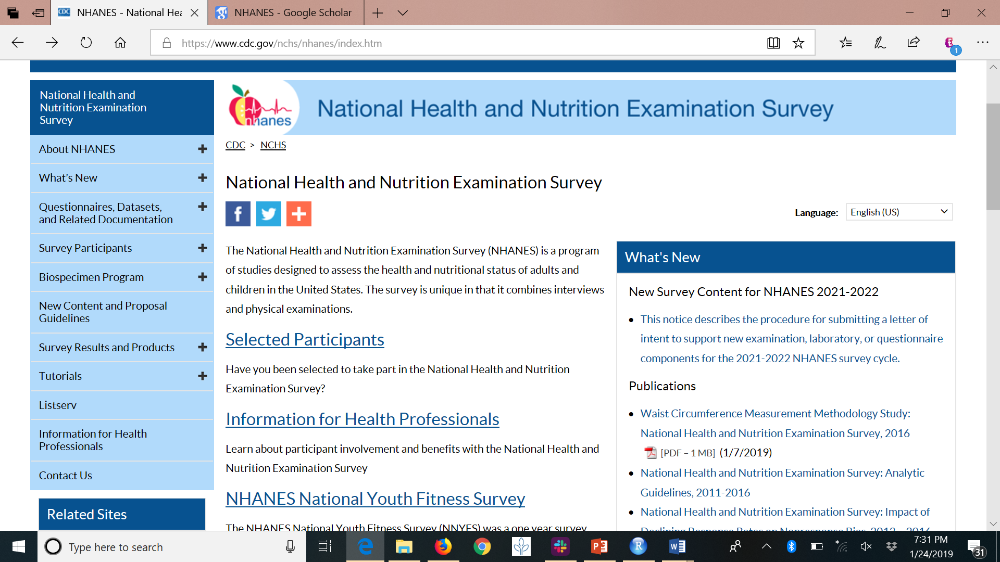 NHANES - National Hea
NHANES - Google Scholar
https://www.cdc.gov/nchs/nhanes/index.htm
1
National Health and
Nutrition Examination
Survey
About NHANES
What's New
Questionnaires, Datasets,
and Related Documentation
Survey Participants
Biospecimen Program
New Content and Proposal
Guidelines
Survey Results and Products
Tutorials
Listserv
Information for Health
Professionals
Contact Us
Related Sites
nhanes
National Health and Nutrition Examination Survey
CDC > NCHS
National Health and Nutrition Examination Survey
Language: English (US)
The National Health and Nutrition Examination Survey (NHANES) is a program
of studies designed to assess the health and nutritional status of adults and
children in the United States. The survey is unique in that it combines interviews
and physical examinations.
Selected Participants
Have you been selected to take part in the National Health and Nutrition
Examination Survey?
Information for Health Professionals
Learn about participant involvement and benefits with the National Health and
Nutrition Examination Survey
NHANES National Youth Fitness Survey
The NHANES National Youth Fitness Survey (NNYFS) was a one year survey
What's New
New Survey Content for NHANES 2021-2022
• This notice describes the procedure for submitting a letter of
intent to support new examination, laboratory, or questionnaire
components for the 2021-2022 NHANES survey cycle.
Publications
• Waist Circumference Measurement Methodology Study:
National Health and Nutrition Examination Survey, 2016
[PDF – 1 MB] (1/7/2019)
• National Health and Nutrition Examination Survey: Analytic
Guidelines, 2011-2016
• National Health and Nutrition Examination Survey: Impact of
Declining Response Rates on Nonresponse Bias, 2013 – 2016
Type here to search
7:31 PM
1/24/2019
31